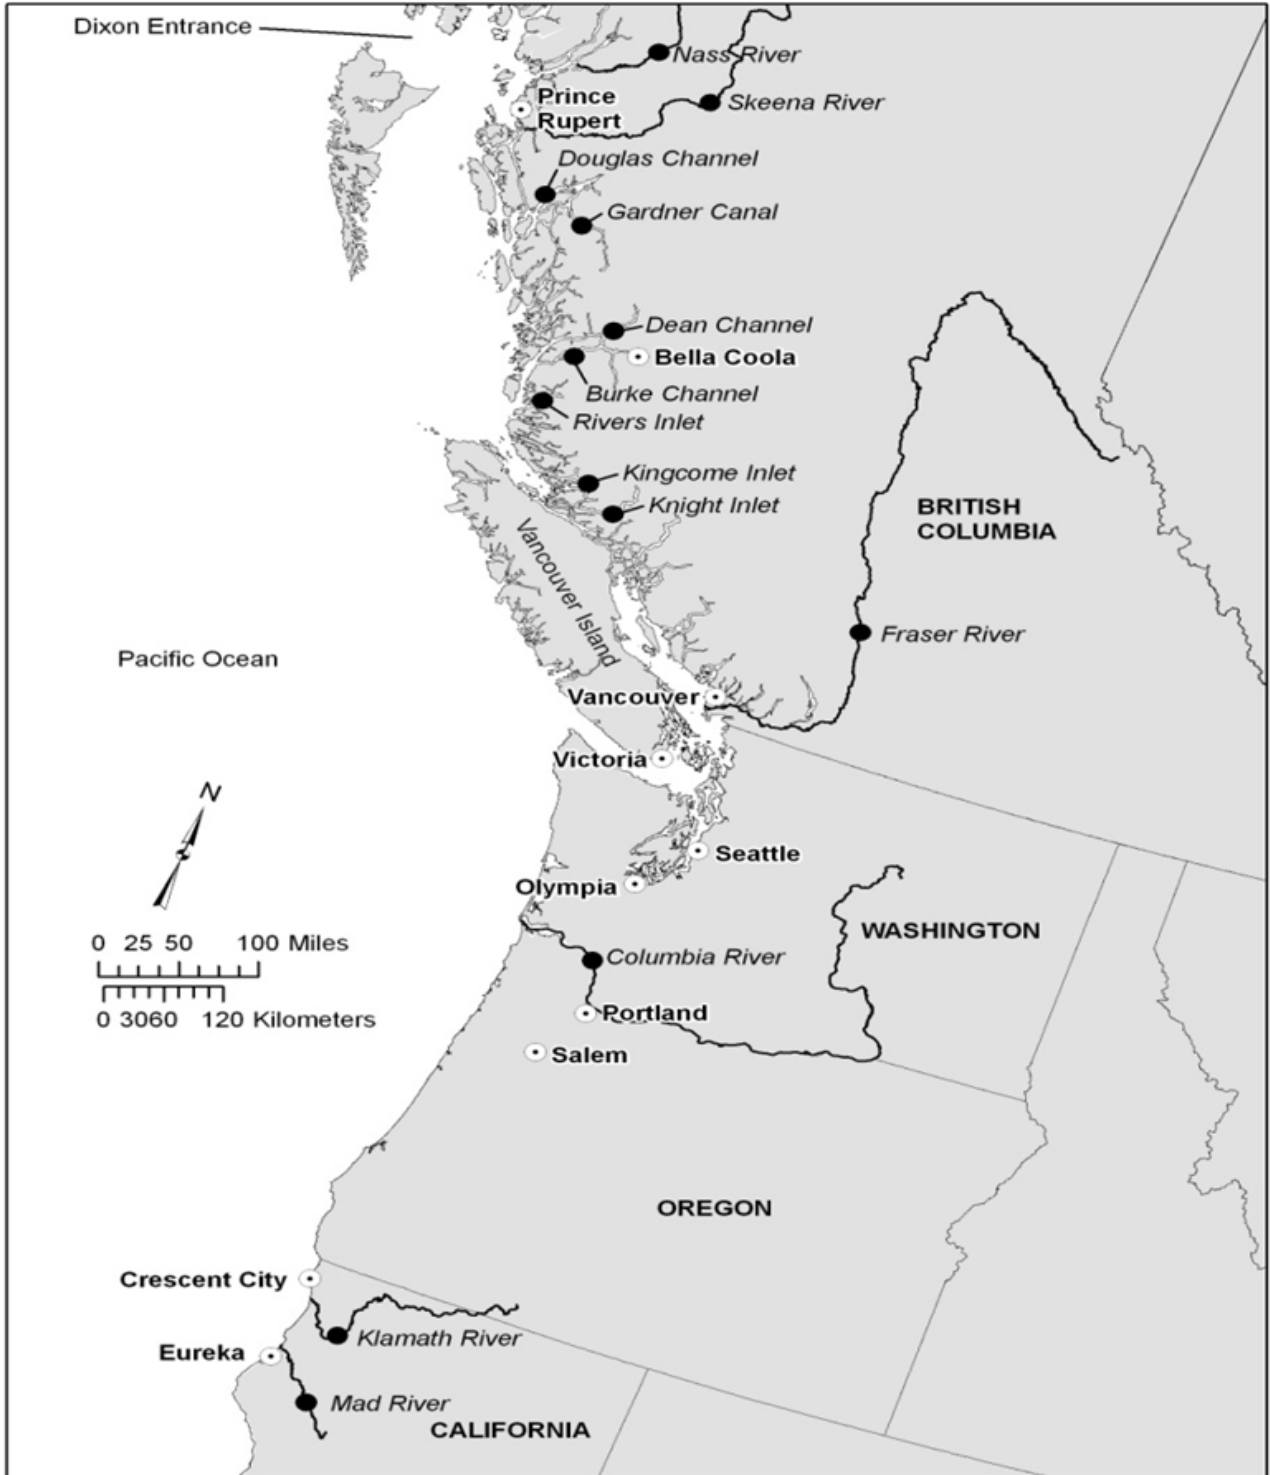 Dixon Entrance
Nass River
Prince
Rupert
Skeena River
Douglas Channel
Gardner Canal
Dean Channel
Bella Coola
Burke Channel
Rivers Inlet
Kingcome Inlet
Knight Inlet
BRITISH
COLUMBIA
Vancouver Island
Fraser River
Pacific Ocean
Vancouver
Victoria
N
Seattle
Olympia
WASHINGTON
0 25 50 100 Miles
Columbia River
0 3060 120 Kilometers
Portland
Salem
OREGON
Crescent City
Klamath River
Eureka
Mad River
CALIFORNIA